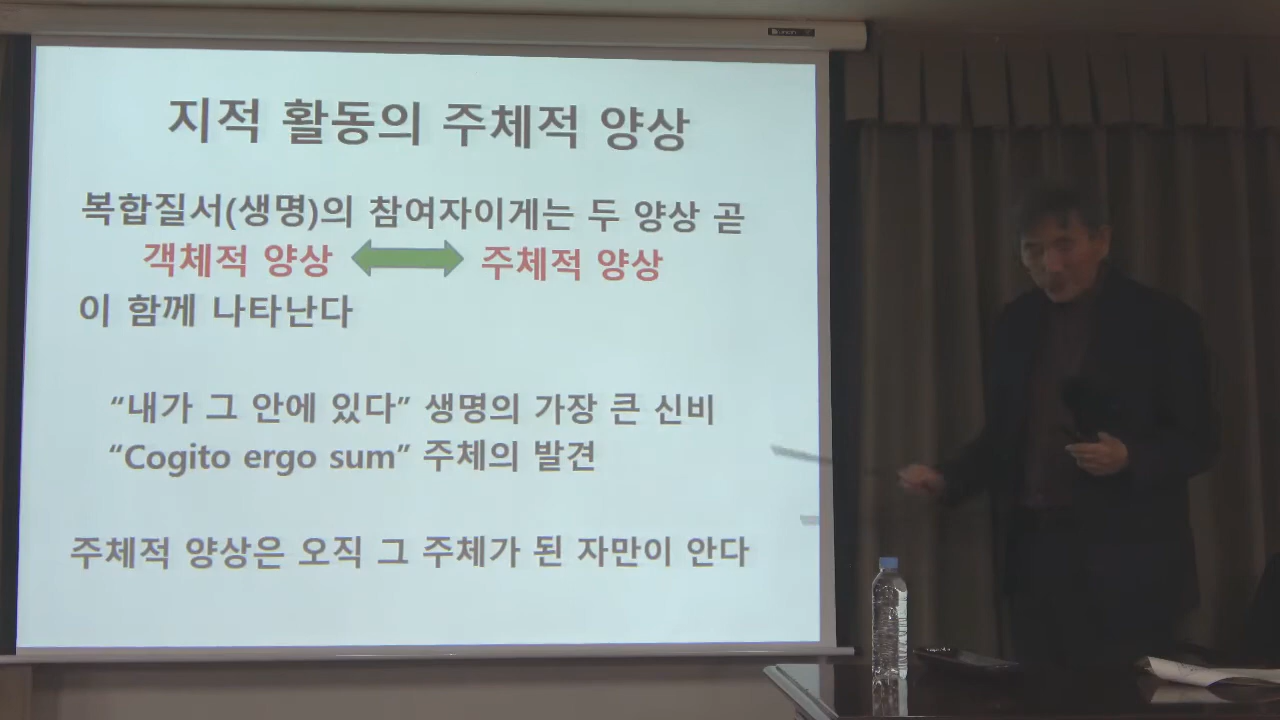 지적 활동의 주체적 양상
복합질서(생명)의 참여자이게는 두 양상 곧
객체적 양상 주체적 양상
이 함께 나타난다
“내가 그 안에 있다” 생명의 가장 큰 신비
“Cogito ergo sum” 주체의 발견
주체적 양상은 오직 그 주체가 된 자만이 안다